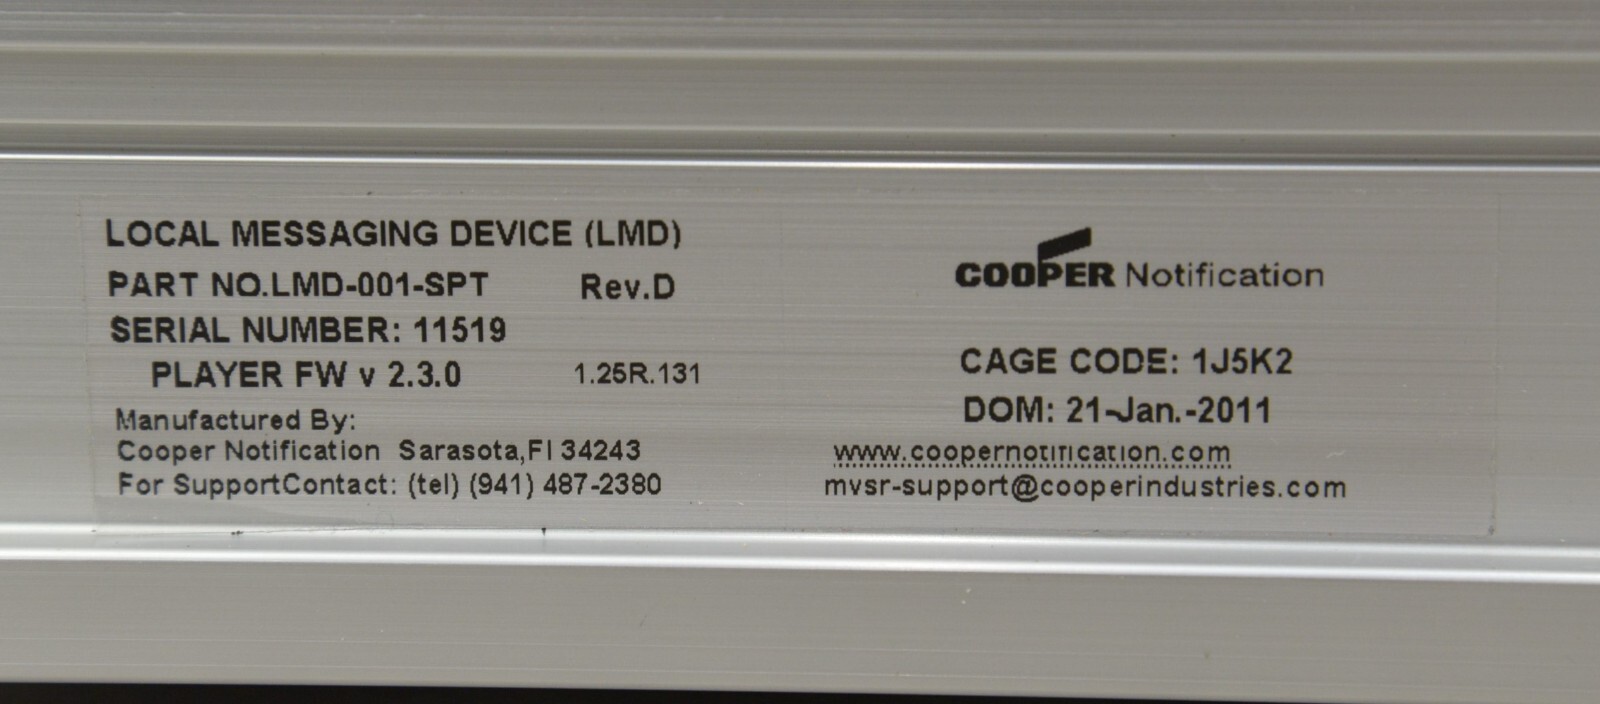 LOCAL MESSAGING DEVICE (LMD)
PART NO.LMD-001-SPT Rev.D
SERIAL NUMBER: 11519
PLAYER FW v 2.3.0 1.25R.131
Manufactured By:
Cooper Notification Sarasota,Fl 34243
For SupportContact: (tel) (941) 487-2380
COOPER Notification
CAGE CODE: 1J5K2
DOM: 21-Jan.-2011
www.coopernotification.com
mvsr-support@cooperindustries.com